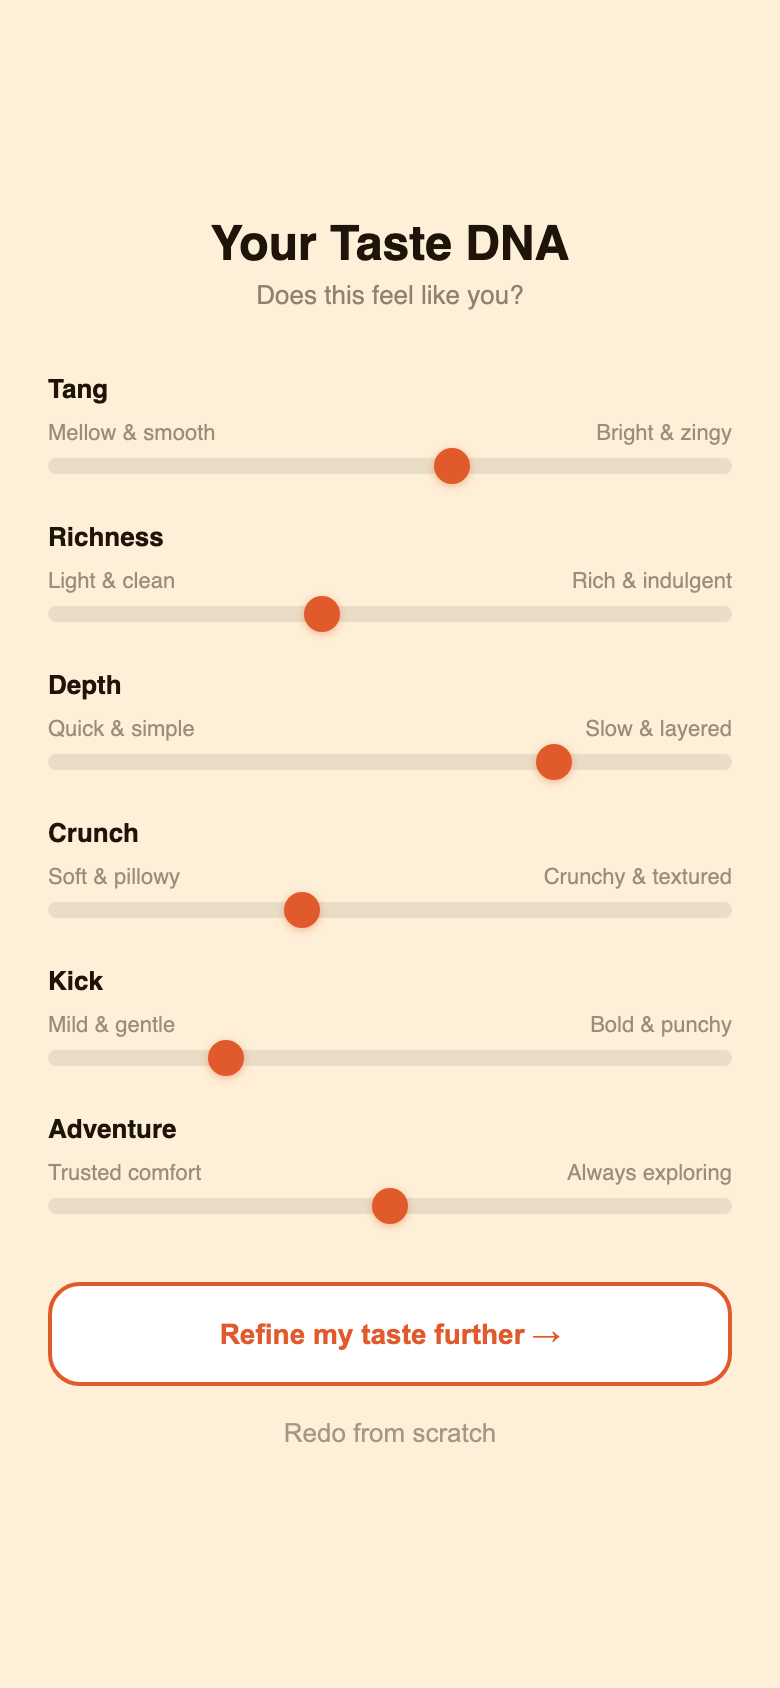 Your Taste DNA
Does this feel like you?
Tang
Mellow & smooth Bright & zingy
Richness
Light & clean Rich & indulgent
Depth
Quick & simple Slow & layered
Crunch
Soft & pillowy Crunchy & textured
Kick
Mild & gentle Bold & punchy
Adventure
Trusted comfort Always exploring
Refine my taste further →
Redo from scratch